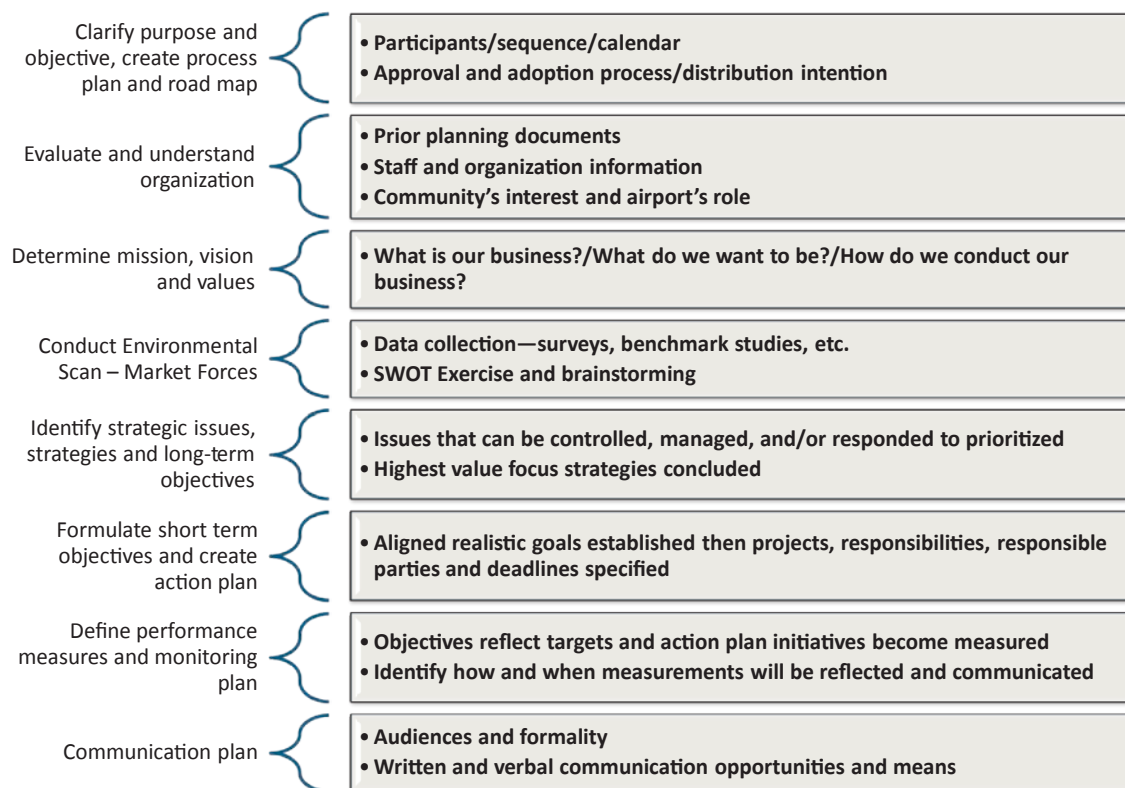 Clarify purpose and
objective, create process
plan and road map
• Participants/sequence/calendar
• Approval and adoption process/distribution intention
Evaluate and understand
organization
• Prior planning documents
• Staff and organization information
• Community’s interest and airport’s role
Determine mission, vision
and values
• What is our business?/What do we want to be?/How do we conduct our
business?
Conduct Environmental
Scan – Market Forces
• Data collection—surveys, benchmark studies, etc.
• SWOT Exercise and brainstorming
Identify strategic issues,
strategies and long-term
objectives
• Issues that can be controlled, managed, and/or responded to prioritized
• Highest value focus strategies concluded
Formulate short term
objectives and create
action plan
• Aligned realistic goals established then projects, responsibilities, responsible
parties and deadlines specified
Define performance
measures and monitoring
plan
• Objectives reflect targets and action plan initiatives become measured
• Identify how and when measurements will be reflected and communicated
Communication plan
• Audiences and formality
• Written and verbal communication opportunities and means